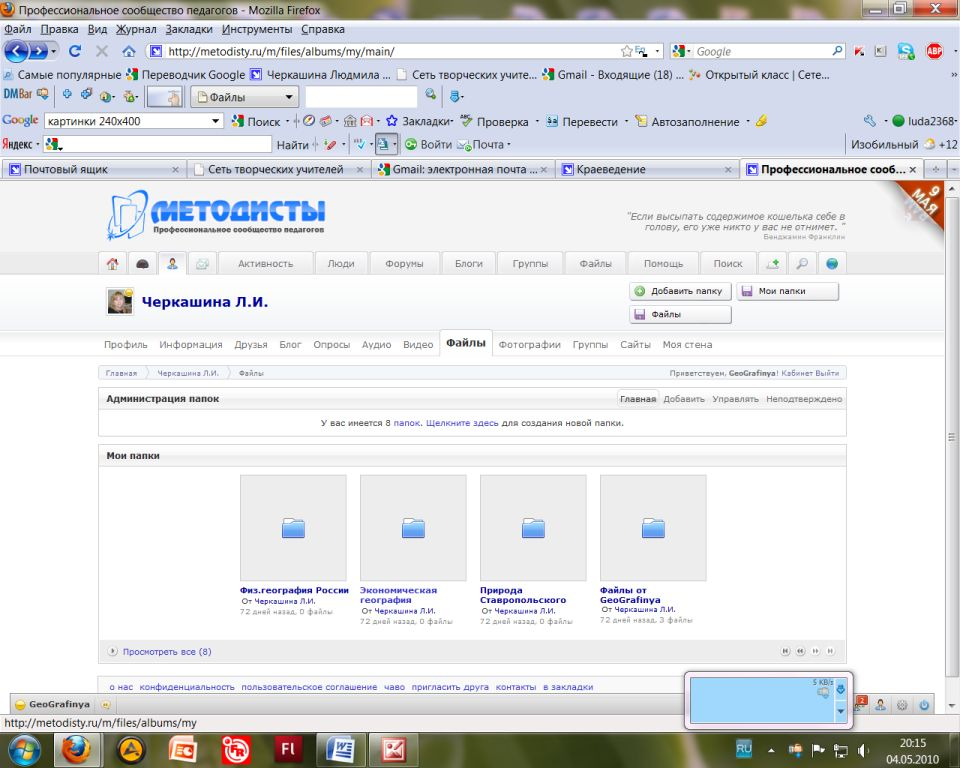 Профессиональное сообщество педагогов - Mozilla Firefox
Файл Правка Вид Журнал Закладки Инструменты Справка
http://metodisty.ru/m/files/albums/my/main/
Google
ABP
Самые популярные Переводчик Google Черкашина Людмила ... Сеть творческих учите... Gmail - Входящие (18) ... Открытый класс | Сете... »
DMBar Файлы
Google картинки 240x400 Поиск Закладки Проверка Перевести Автозаполнение luda2368
Яндекс Найти Войти Почта Изобильный +12
Почтовый ящик Сеть творческих учителей Gmail: электронная почта ... Краеведение Профессиональное сооб...
9 МАЯ
МЕТОДИСТЫ
Профессиональное сообщество педагогов
"Если высыпать содержимое кошелька себе в
голову, его уже никто у вас не отнимет. "
Бенджамин Франклин
Активность Люди Форумы Блоги Группы Файлы Помощь Поиск
Черкашина Л.И.
Добавить папку Мои папки
Файлы
Профиль Информация Друзья Блог Опросы Аудио Видео Файлы Фотографии Группы Сайты Моя стена
Главная Черкашина Л.И. Файлы Приветствуем, GeoGrafinya! Кабинет Выйти
Администрация папок Главная Добавить Управлять Неподтверждено
У вас имеется 8 папок. Щелкните здесь для создания новой папки.
Мои папки
Физ.география России
От Черкашина Л.И.
72 дней назад, 0 файлы
Экономическая
география
От Черкашина Л.И.
72 дней назад, 0 файлы
Природа
Ставропольского
От Черкашина Л.И.
72 дней назад, 0 файлы
Файлы от
GeoGrafinya
От Черкашина Л.И.
72 дней назад, 3 файлы
Просмотреть все (8)
о нас конфиденциальность пользовательское соглашение чаво пригласить друга контакты в закладки
5 KB/s
GeoGrafinya
2
http://metodisty.ru/m/files/albums/my
FR Fl W RU
20:15
04.05.2010